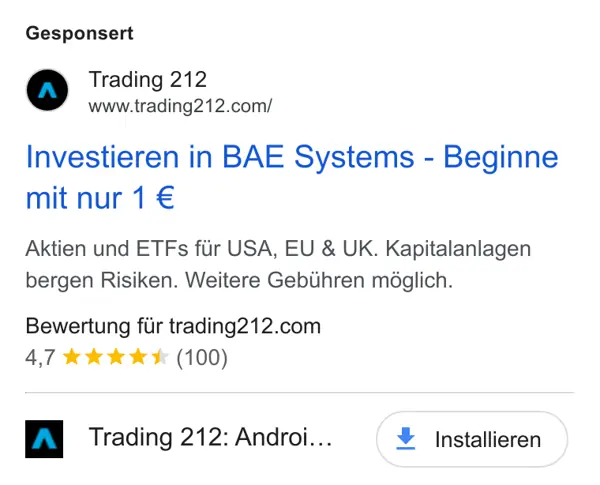 Gesponsert
Trading 212
www.trading212.com/
Investieren in BAE Systems - Beginne
mit nur 1 €
Aktien und ETFs für USA, EU & UK. Kapitalanlagen
bergen Risiken. Weitere Gebühren möglich.
Bewertung für trading212.com
4,7 (100)
Trading 212: Androi…
Installieren